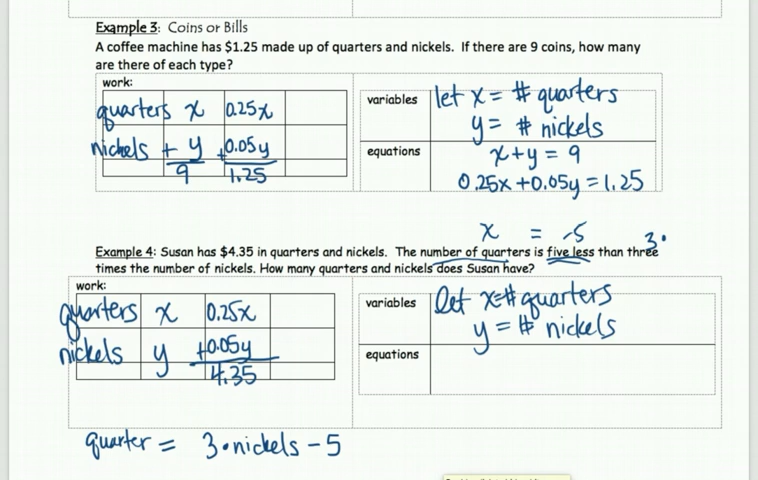 Example 3: Coins or Bills
A coffee machine has $1.25 made up of quarters and nickels. If there are 9 coins, how many
are there of each type?
work:
quarters x 0.25x
nickels + y +0.05y
9 1.25
variables let x = # quarters
y = # nickels
equations x+y = 9
0.25x+0.05y = 1.25
x = -5 3·
Example 4: Susan has $4.35 in quarters and nickels. The number of quarters is five less than three
times the number of nickels. How many quarters and nickels does Susan have?
work:
quarters x 0.25x
nickels y +0.05y
4.35
variables let x=# quarters
y = # nickels
equations
quarter = 3·nickels - 5